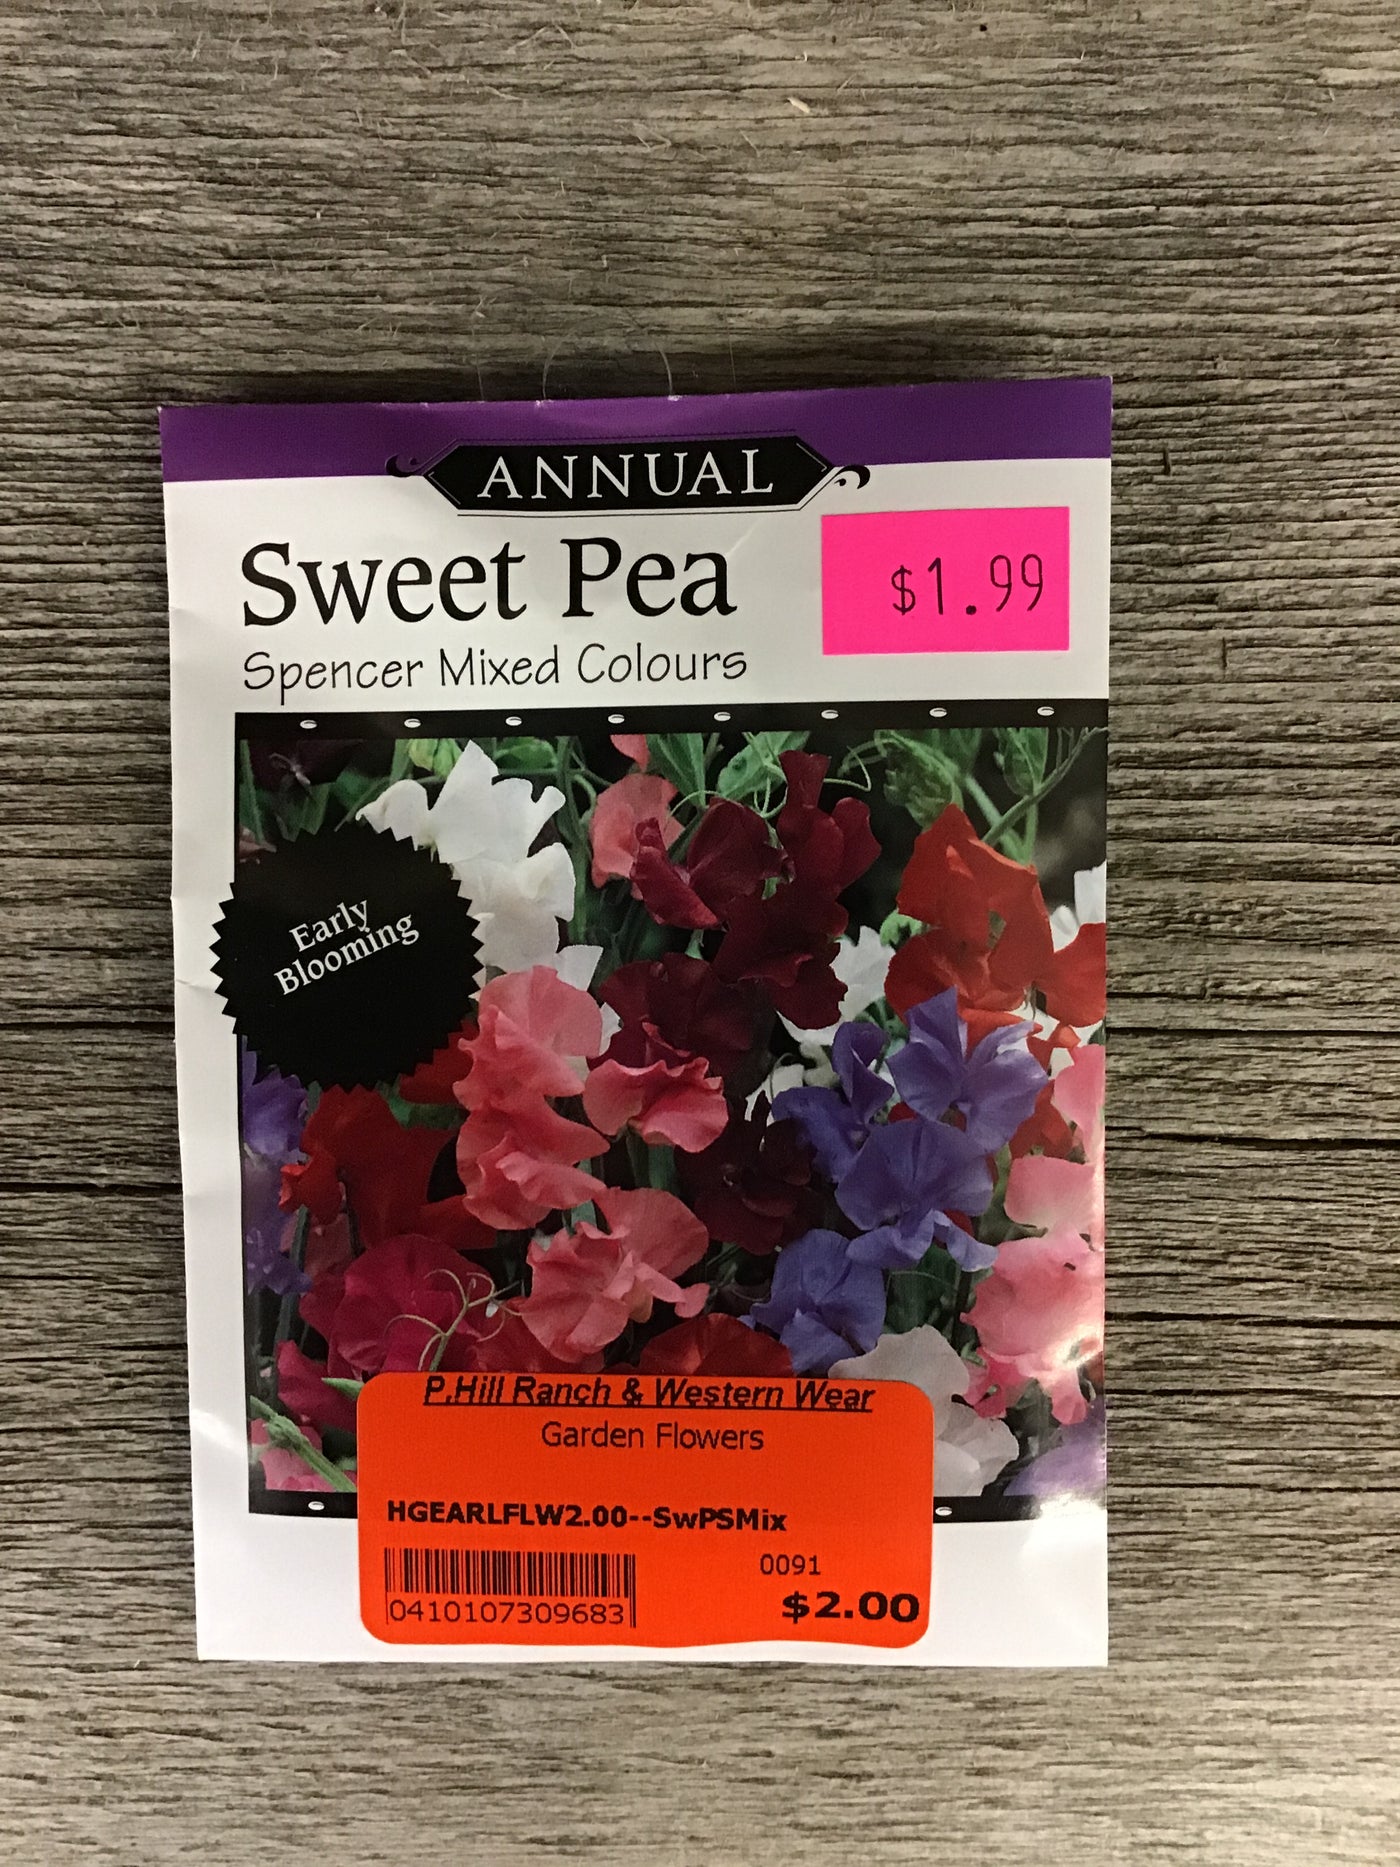 ANNUAL
Sweet Pea
Spencer Mixed Colours
$1.99
Early
Blooming
P.Hill Ranch & Western Wear
Garden Flowers
HGEARLFLW2.00--SwPSMix
0091
0410107309683
$2.00